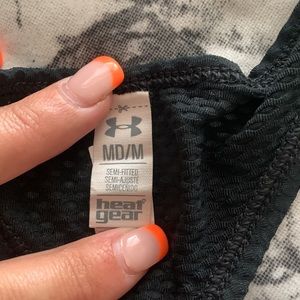 MD/M
SEMI-FITTED
SEMI-AJUSTÉ
SEMICEÑIDO
heat
gear